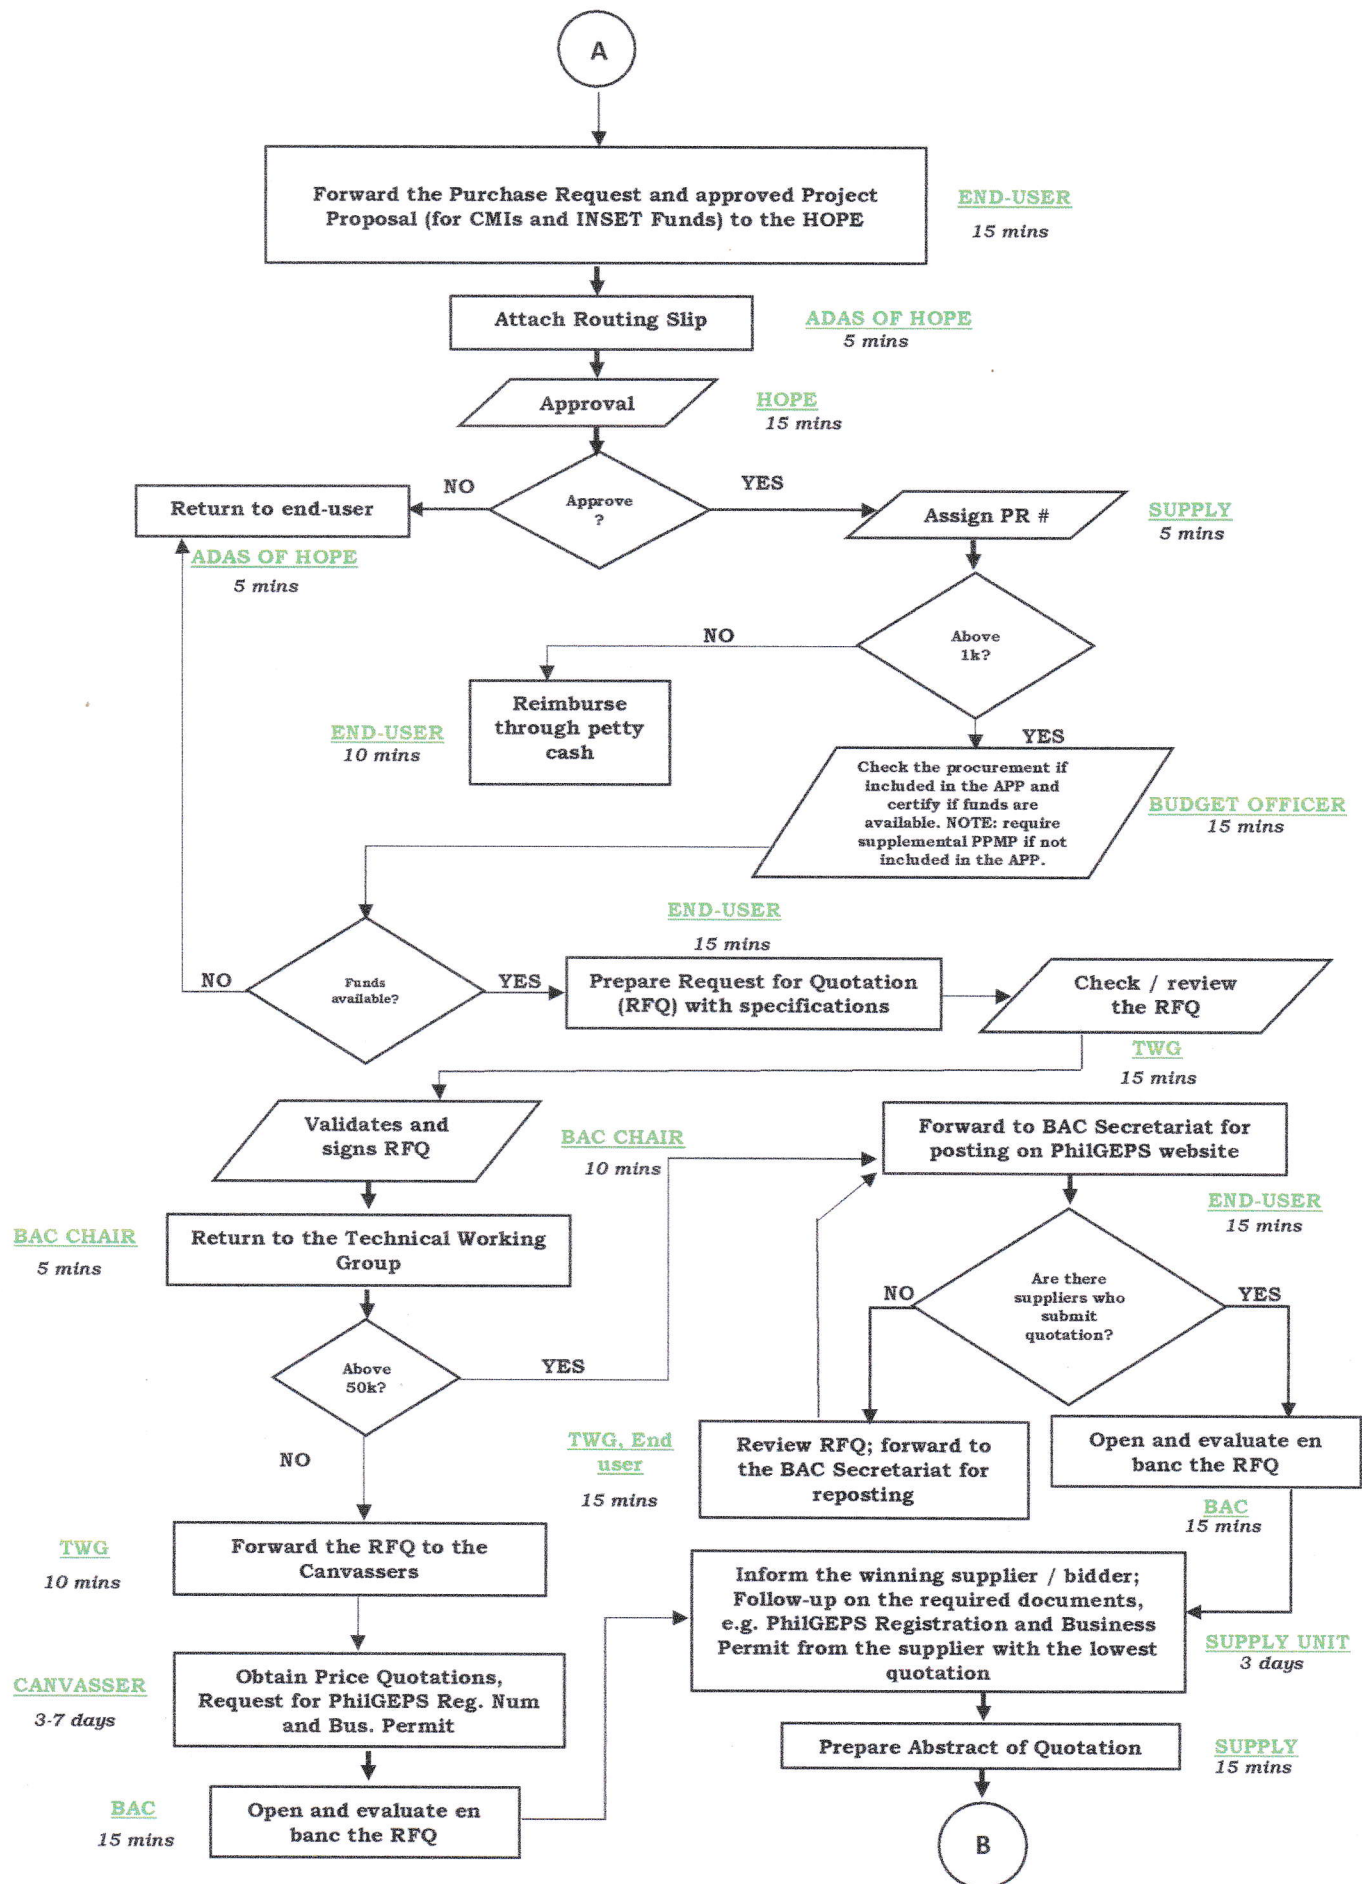 A
Forward the Purchase Request and approved Project
Proposal (for CMIs and INSET Funds) to the HOPE
END-USER
15 mins
Attach Routing Slip
ADAS OF HOPE
5 mins
Approval
HOPE
15 mins
Approve
?
NO
YES
Return to end-user
ADAS OF HOPE
5 mins
Assign PR #
SUPPLY
5 mins
Above
1k?
NO
Reimburse
through petty
cash
END-USER
10 mins
YES
Check the procurement if
included in the APP and
certify if funds are
available. NOTE: require
supplemental PPMP if not
included in the APP.
BUDGET OFFICER
15 mins
Funds
available?
NO
YES
END-USER
15 mins
Prepare Request for Quotation
(RFQ) with specifications
Check / review
the RFQ
TWG
15 mins
Validates and
signs RFQ
BAC CHAIR
10 mins
Return to the Technical Working
Group
BAC CHAIR
5 mins
Above
50k?
YES
NO
Forward to BAC Secretariat for
posting on PhilGEPS website
END-USER
15 mins
Are there
suppliers who
submit
quotation?
NO
YES
Review RFQ; forward to
the BAC Secretariat for
reposting
TWG, End
user
15 mins
Open and evaluate en
banc the RFQ
BAC
15 mins
Forward the RFQ to the
Canvassers
TWG
10 mins
Obtain Price Quotations,
Request for PhilGEPS Reg. Num
and Bus. Permit
CANVASSER
3-7 days
Open and evaluate en
banc the RFQ
BAC
15 mins
Inform the winning supplier / bidder;
Follow-up on the required documents,
e.g. PhilGEPS Registration and Business
Permit from the supplier with the lowest
quotation
SUPPLY UNIT
3 days
Prepare Abstract of Quotation
SUPPLY
15 mins
B